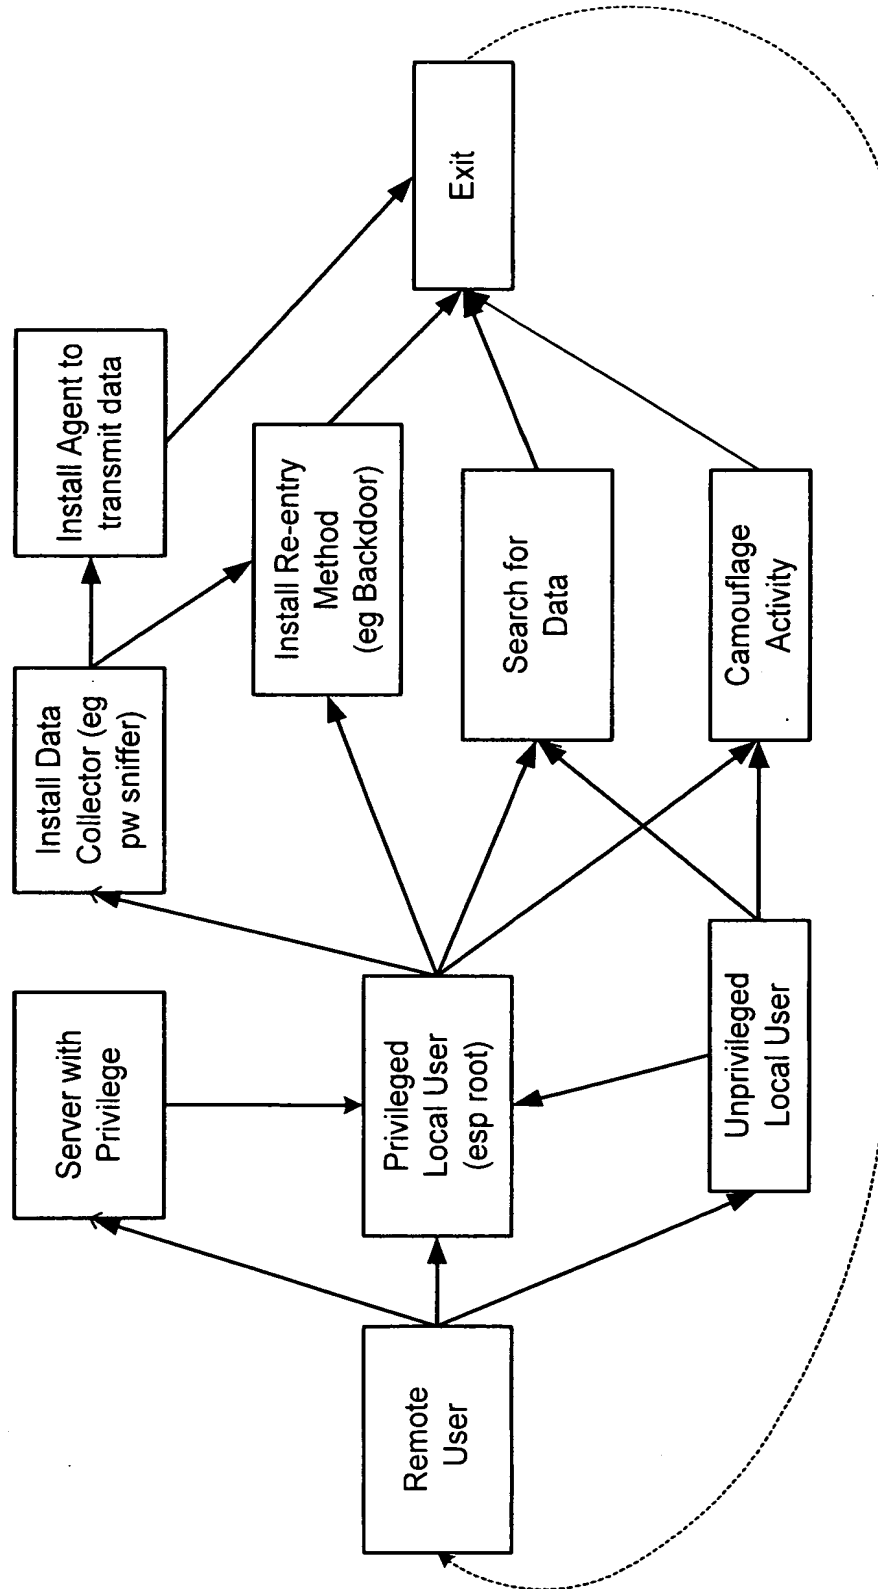 Remote
User
Server with
Privilege
Privileged
Local User
(esp root)
Unprivileged
Local User
Install Data
Collector (eg
pw sniffer)
Install Re-entry
Method
(eg Backdoor)
Search for
Data
Camouflage
Activity
Install Agent to
transmit data
Exit